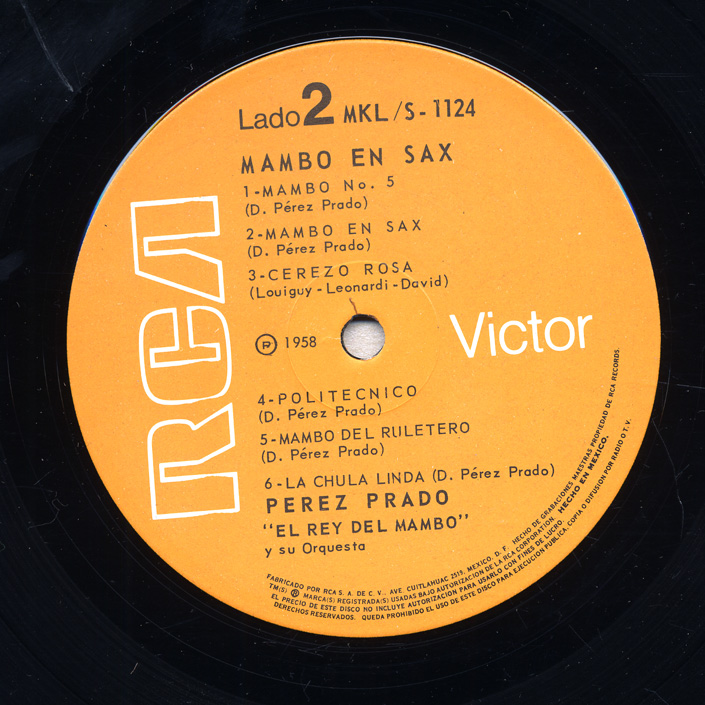 Lado 2 MKL/S-1124
MAMBO EN SAX
1-MAMBO No. 5
(D. Pérez Prado)
2-MAMBO EN SAX
(D. Pérez Prado)
3-CEREZO ROSA
(Louiguy-Leonardi-David)
RCA
Victor
Ⓟ 1958
4-POLITECNICO
(D. Pérez Prado)
5-MAMBO DEL RULETERO
(D. Pérez Prado)
6-LA CHULA LINDA (D. Pérez Prado)
PEREZ PRADO
"EL REY DEL MAMBO"
y su Orquesta
FABRICADO POR RCA S. A. DE C. V., AVE. CUITLAHUAC 2519, MEXICO, D. F. HECHO DE GRABACIONES MAESTRAS PROPIEDAD DE RCA RECORDS.
TM(S) ® MARCA(S) REGISTRADA(S) USADAS BAJO AUTORIZACION DE LA RCA CORPORATION. HECHO EN MEXICO.
EL PRECIO DE ESTE DISCO NO INCLUYE AUTORIZACION PARA USARLO CON FINES DE LUCRO.
DERECHOS RESERVADOS. QUEDA PROHIBIDO EL USO DE ESTE DISCO PARA EJECUCION PUBLICA, COPIA O DIFUSION POR RADIO O T. V.